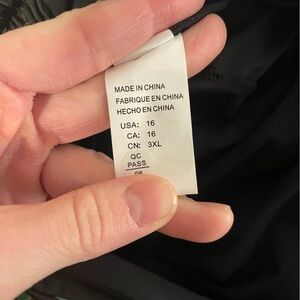 MADE IN CHINA
FABRIQUE EN CHINA
HECHO EN CHINA
USA: 16
CA: 16
CN: 3XL
QC
PASS